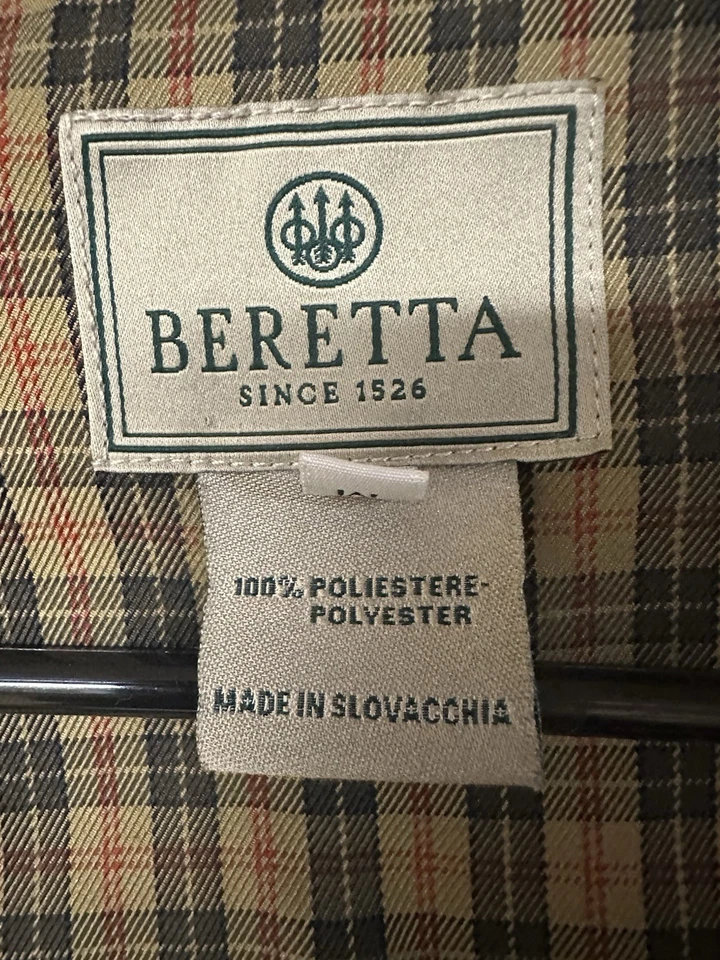 BERETTA
SINCE 1526
100% POLIESTERE-
POLYESTER
MADE IN SLOVACCHIA